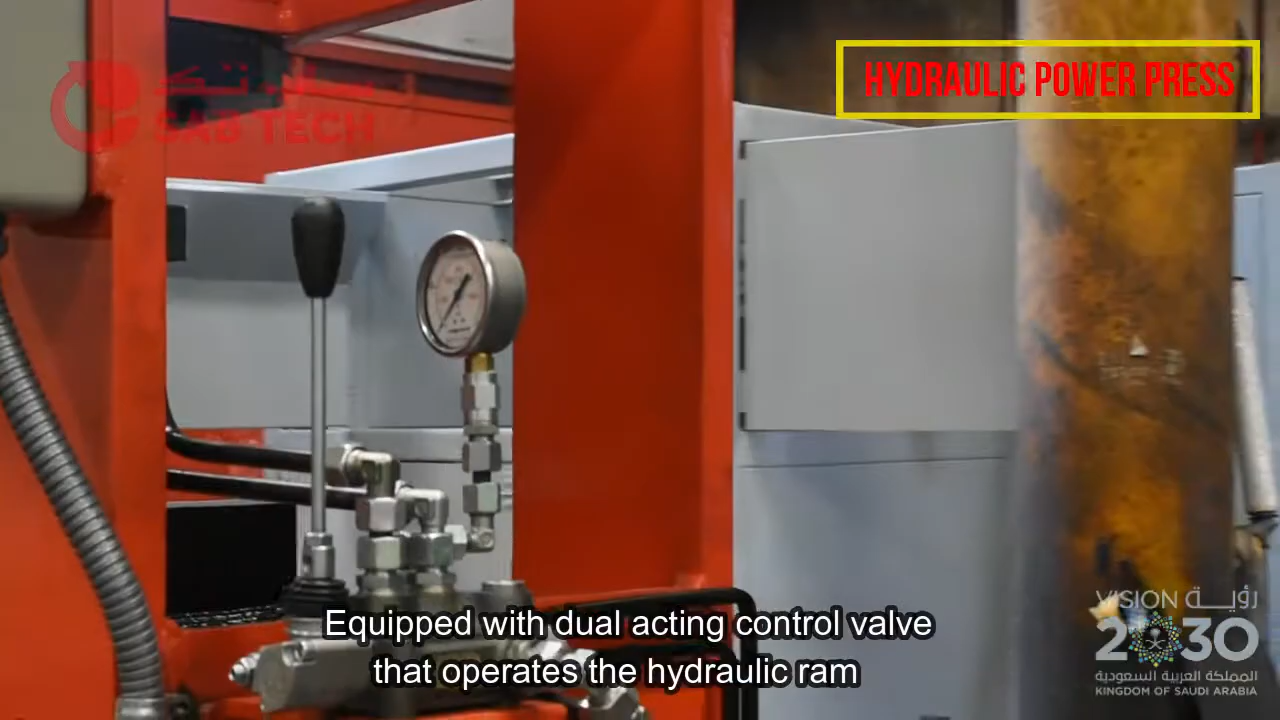 HYDRAULIC POWER PRESS
SAB TECH
Equipped with dual acting control valve
that operates the hydraulic ram
VISION رؤيـــة
2030
المملكة العربية السعودية
KINGDOM OF SAUDI ARABIA